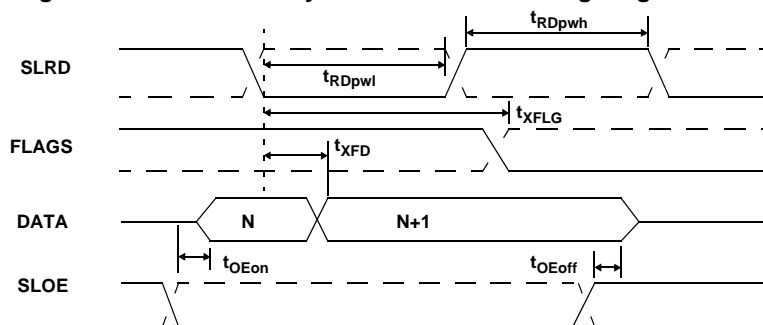 t_RDpwh
SLRD
t_RDpwl
t_XFLG
FLAGS
t_XFD
DATA
N
N+1
t_OEon
t_OEoff
SLOE